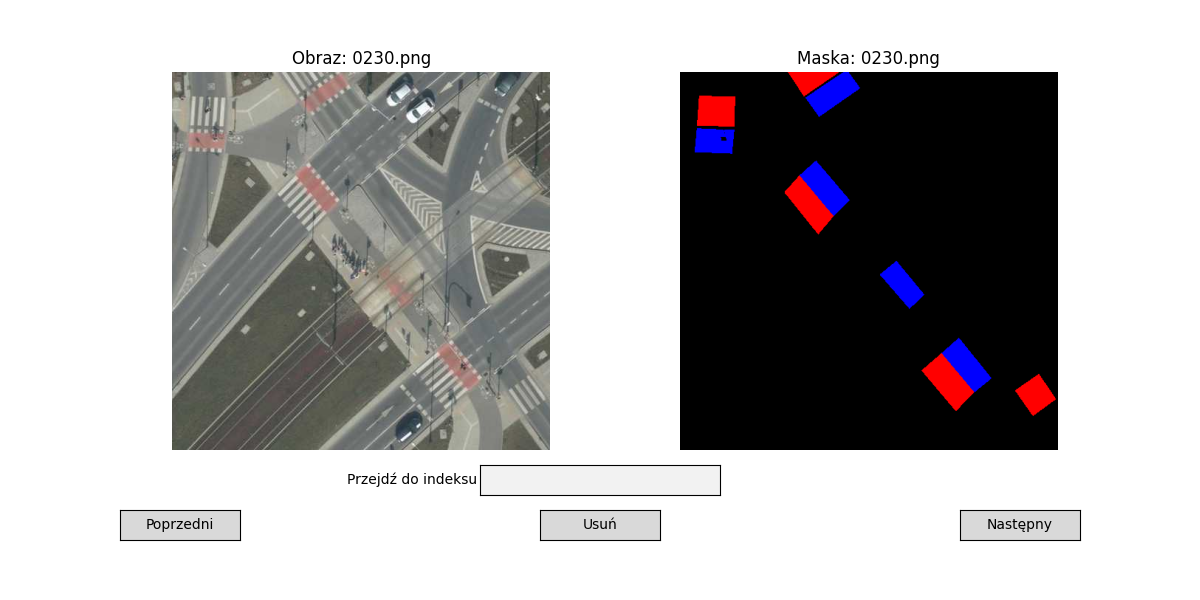 Obraz: 0230.png
Maska: 0230.png
Przejdź do indeksu
Poprzedni
Usuń
Następny